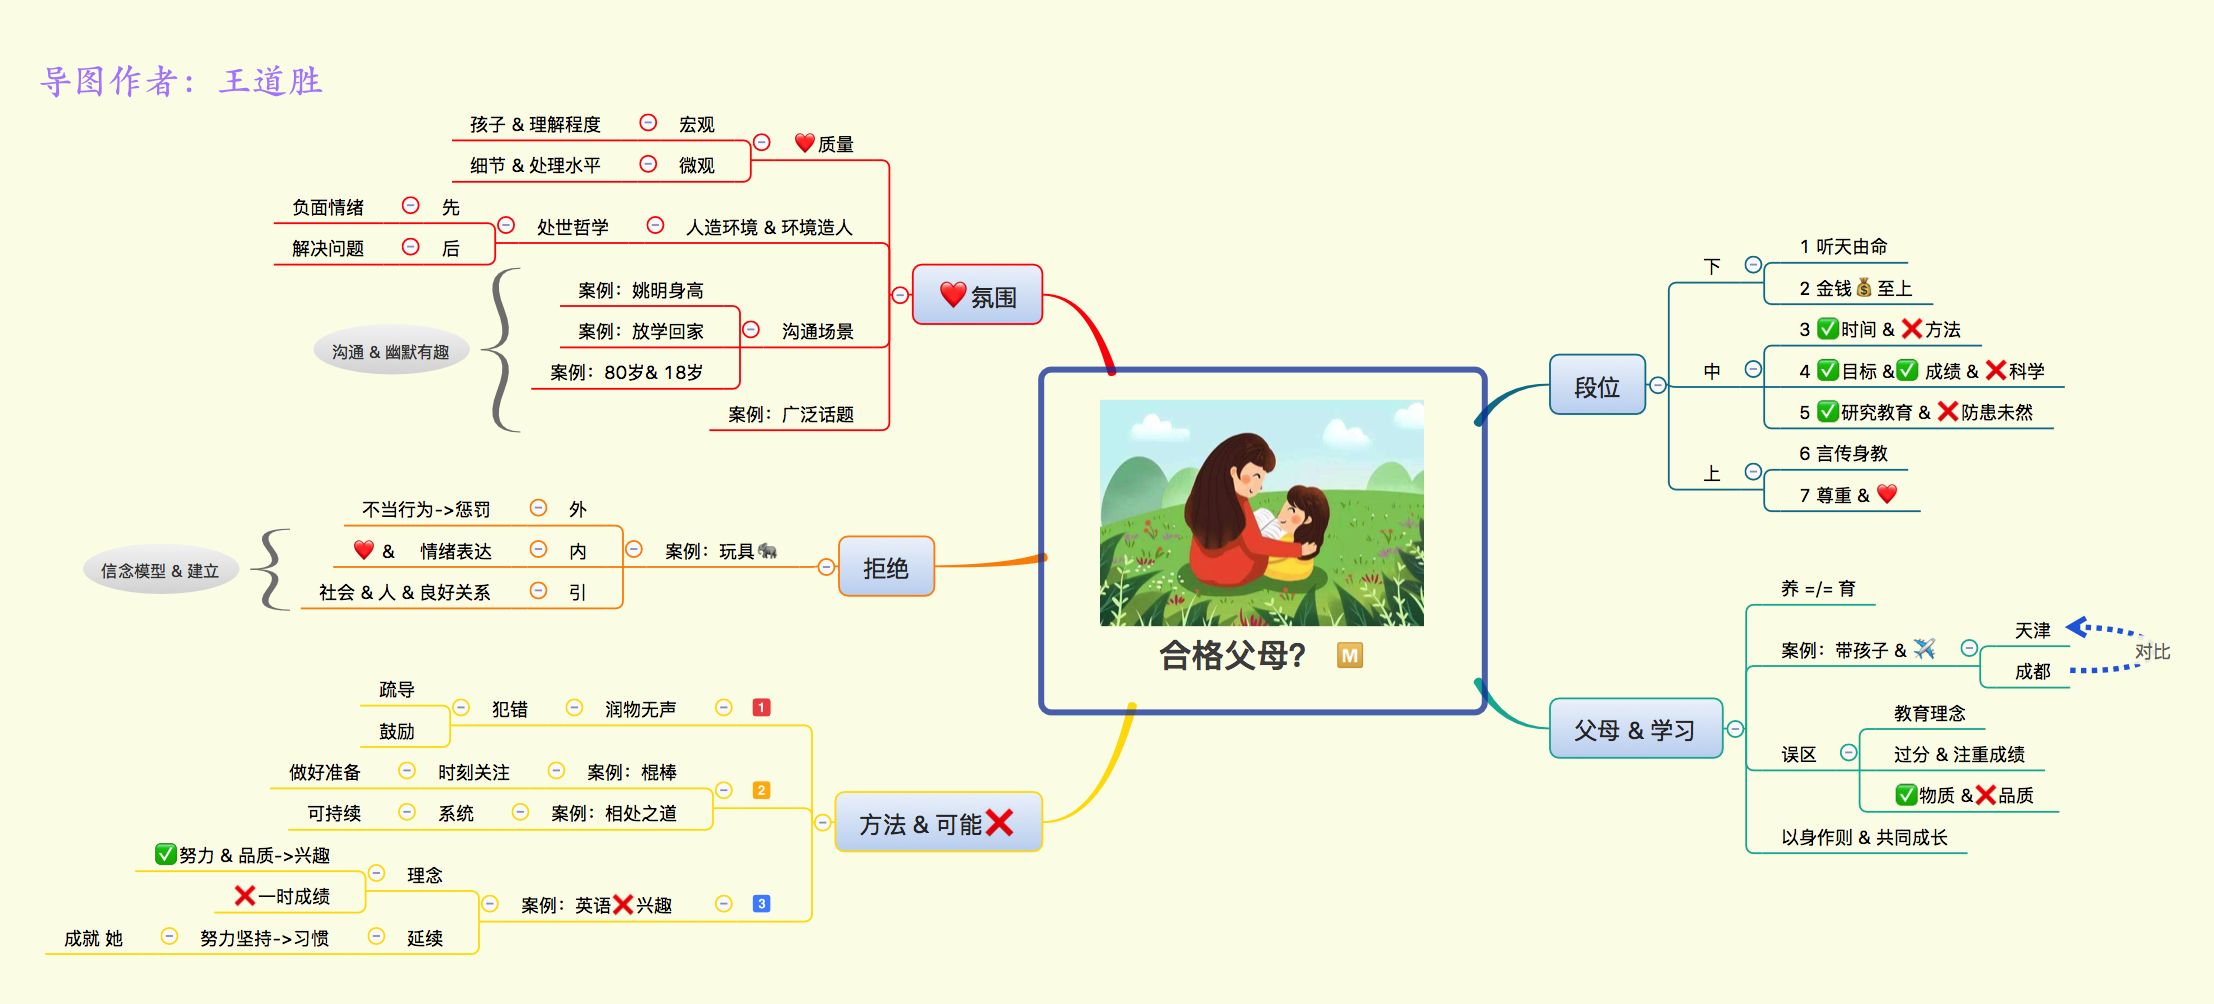 导图作者：王道胜
孩子 & 理解程度
宏观
❤️质量
细节 & 处理水平
微观
负面情绪
先
处世哲学
人造环境 & 环境造人
解决问题
后
❤️氛围
案例：姚明身高
案例：放学回家
沟通场景
案例：80岁& 18岁
沟通 & 幽默有趣
案例：广泛话题
不当行为->惩罚
外
❤️ & 情绪表达
内
案例：玩具🐘
社会 & 人 & 良好关系
引
信念模型 & 建立
拒绝
疏导
犯错
润物无声
1
鼓励
做好准备
时刻关注
案例：棍棒
2
可持续
系统
案例：相处之道
方法 & 可能❌
✅努力 & 品质->兴趣
理念
❌一时成绩
案例：英语❌兴趣
3
成就 她
努力坚持->习惯
延续
合格父母?
M
段位
下
1 听天由命
2 金钱💰至上
中
3 ✅时间 & ❌方法
4 ✅目标 &✅ 成绩 & ❌科学
5 ✅研究教育 & ❌防患未然
上
6 言传身教
7 尊重 & ❤️
父母 & 学习
养 =/= 育
案例：带孩子 & ✈️
天津
成都
对比
误区
教育理念
过分 & 注重成绩
✅物质 &❌品质
以身作则 & 共同成长